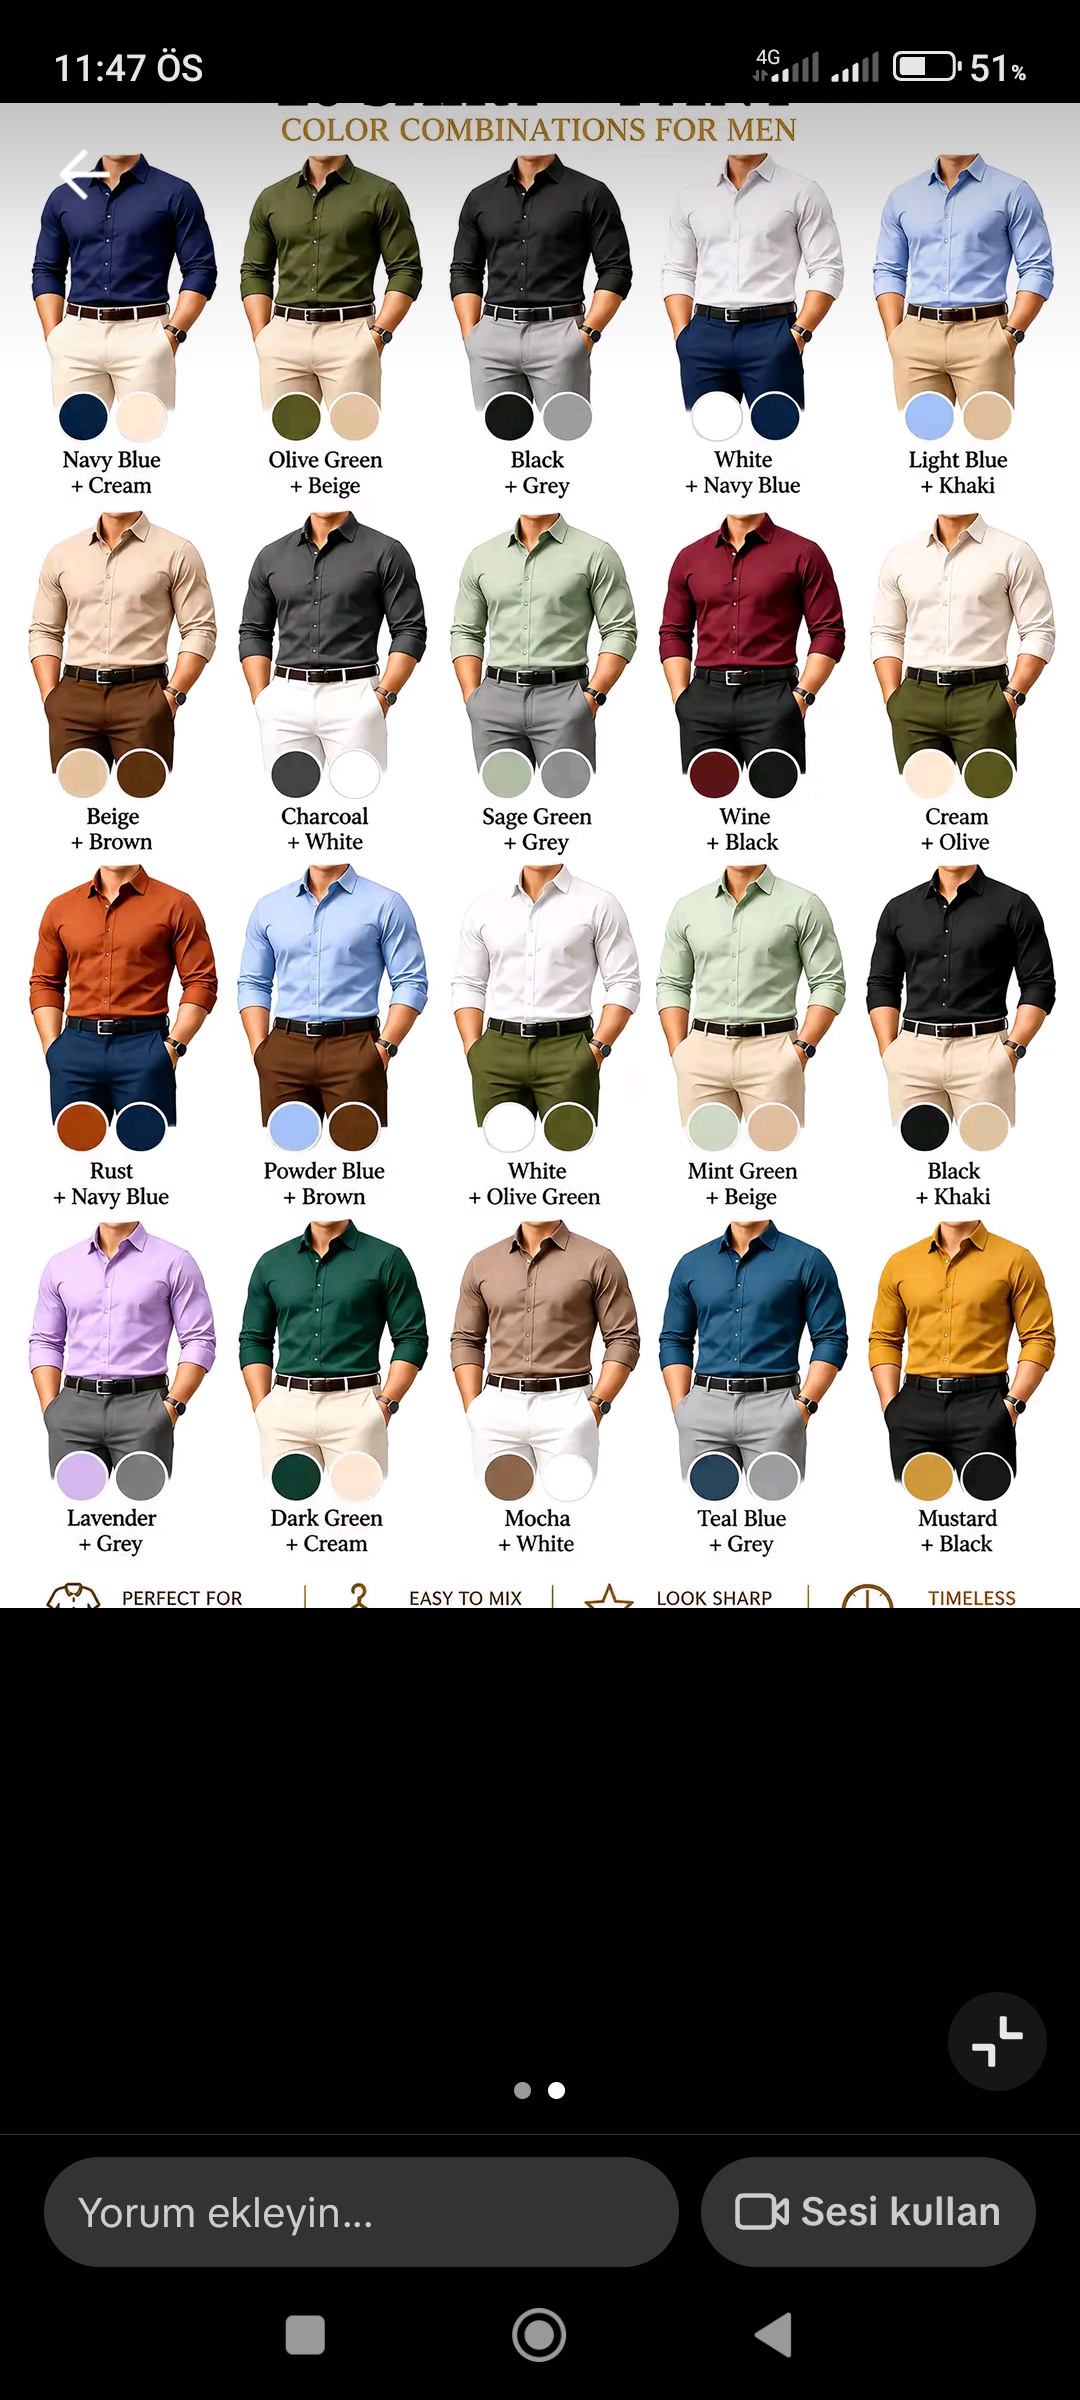 11:47 ÖS
4G
51%
COLOR COMBINATIONS FOR MEN
Navy Blue
+ Cream
Olive Green
+ Beige
Black
+ Grey
White
+ Navy Blue
Light Blue
+ Khaki
Beige
+ Brown
Charcoal
+ White
Sage Green
+ Grey
Wine
+ Black
Cream
+ Olive
Rust
+ Navy Blue
Powder Blue
+ Brown
White
+ Olive Green
Mint Green
+ Beige
Black
+ Khaki
Lavender
+ Grey
Dark Green
+ Cream
Mocha
+ White
Teal Blue
+ Grey
Mustard
+ Black
PERFECT FOR
EASY TO MIX
LOOK SHARP
TIMELESS
Yorum ekleyin...
Sesi kullan